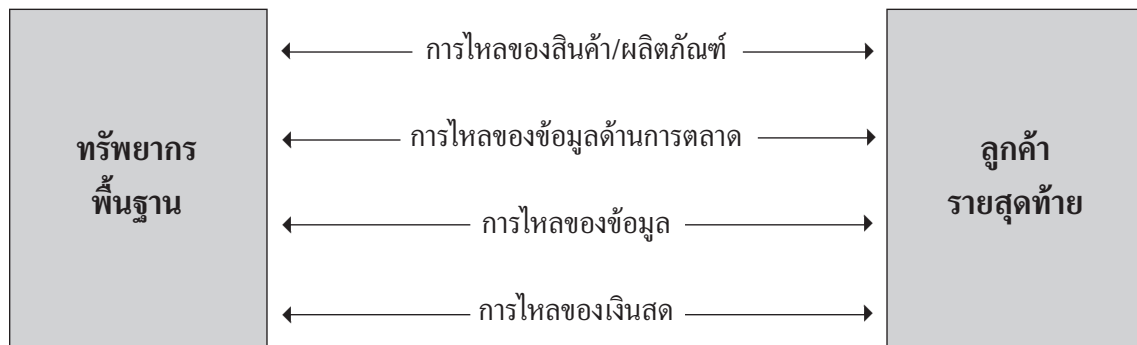 ทรัพยากร
พื้นฐาน
การไหลของสินค้า/ผลิตภัณฑ์
การไหลของข้อมูลด้านการตลาด
การไหลของข้อมูล
การไหลของเงินสด
ลูกค้า
รายสุดท้าย